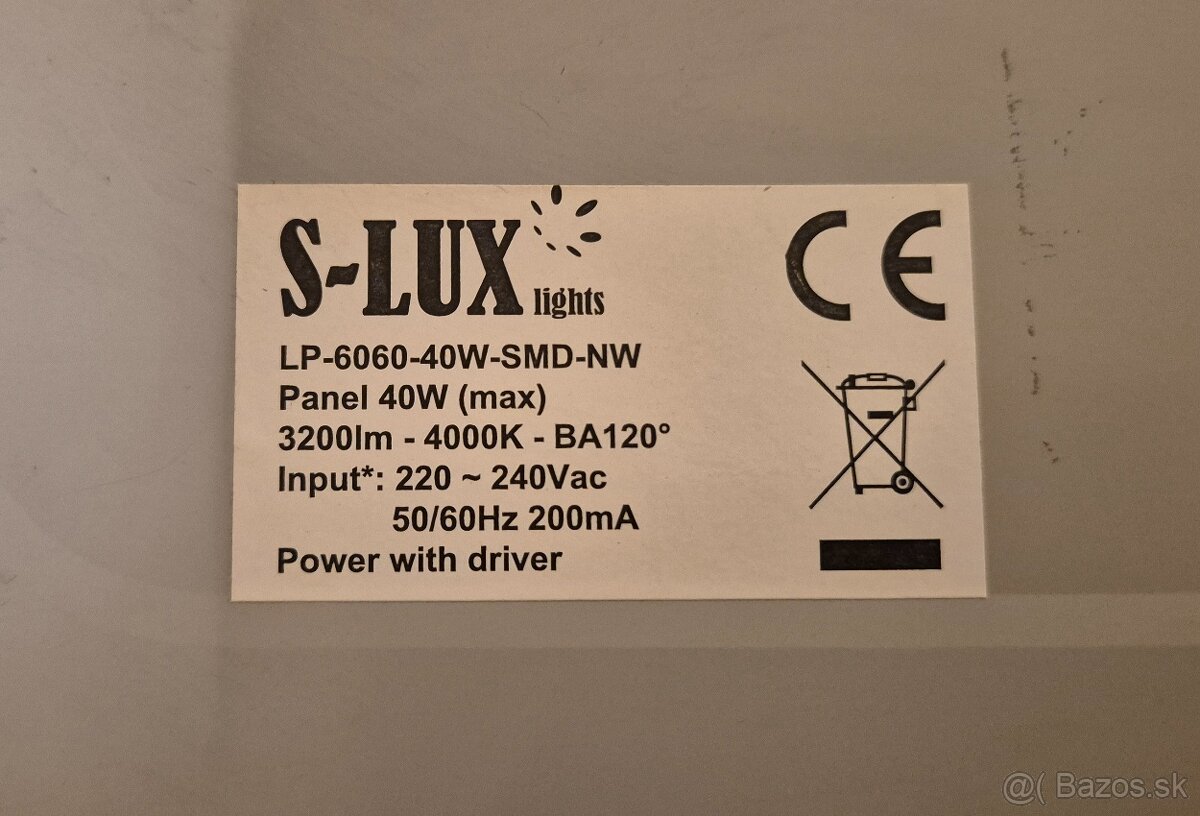 S-LUX lights
CE
LP-6060-40W-SMD-NW
Panel 40W (max)
3200lm - 4000K - BA120°
Input*: 220 ~ 240Vac
50/60Hz 200mA
Power with driver
@( Bazos.sk